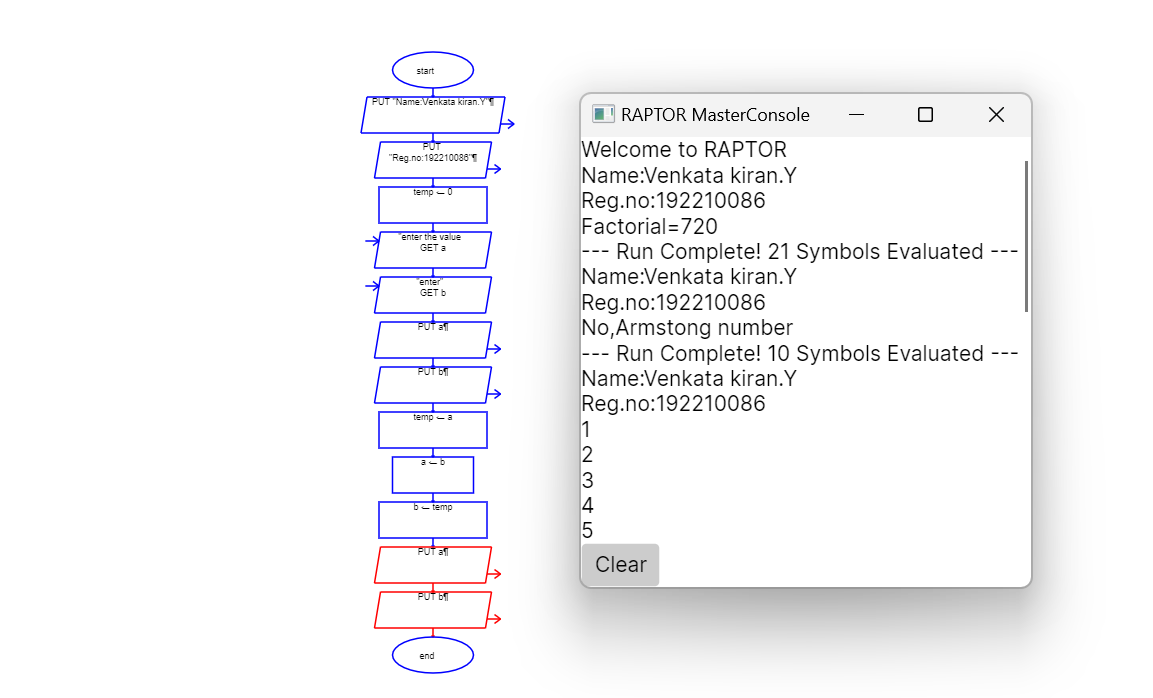 start
PUT "Name:Venkata kiran.Y"¶
PUT
"Reg.no:192210086"¶
temp ← 0
"enter the value
GET a
"enter"
GET b
PUT a¶
PUT b¶
temp ← a
a ← b
b ← temp
PUT a¶
PUT b¶
end
RAPTOR MasterConsole
Welcome to RAPTOR
Name:Venkata kiran.Y
Reg.no:192210086
Factorial=720
--- Run Complete! 21 Symbols Evaluated ---
Name:Venkata kiran.Y
Reg.no:192210086
No,Armstong number
--- Run Complete! 10 Symbols Evaluated ---
Name:Venkata kiran.Y
Reg.no:192210086
1
2
3
4
5
Clear